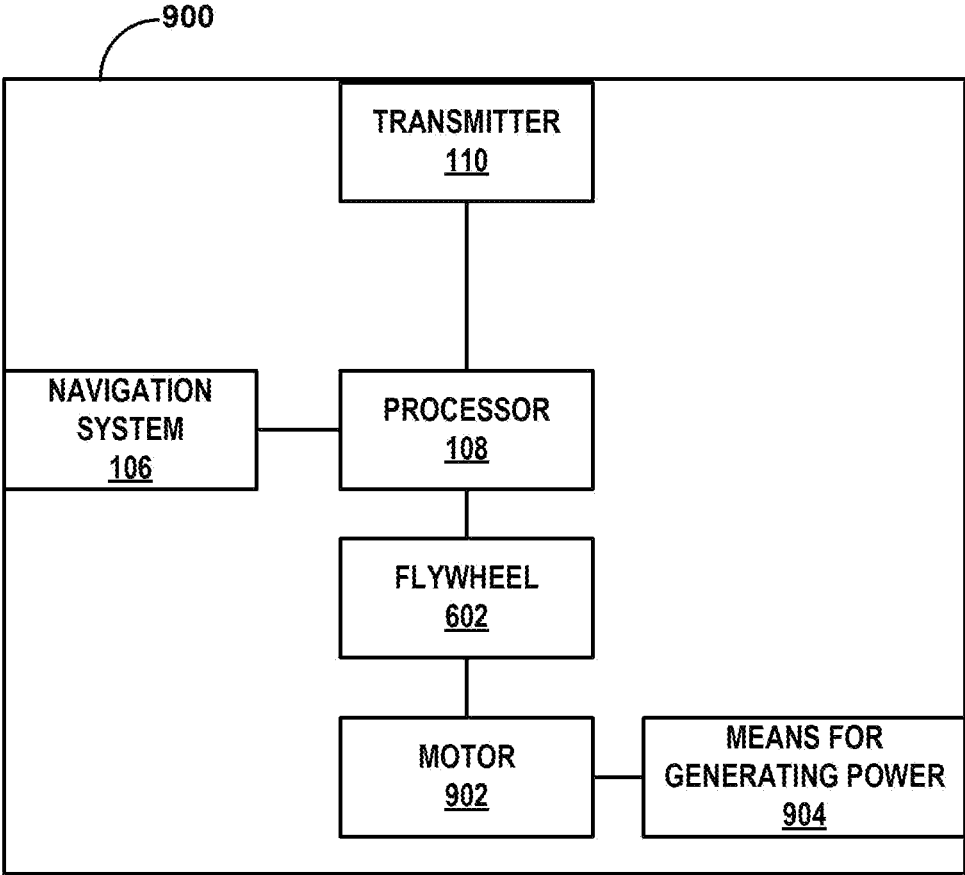 900
TRANSMITTER
110
NAVIGATION
SYSTEM
106
PROCESSOR
108
FLYWHEEL
602
MOTOR
902
MEANS FOR
GENERATING POWER
904